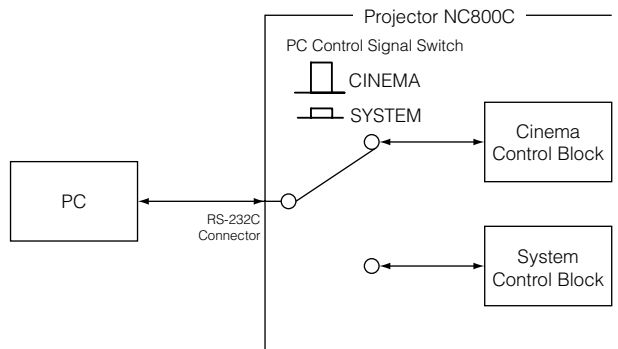 Projector NC800C
PC Control Signal Switch
CINEMA
SYSTEM
Cinema
Control Block
PC
RS-232C
Connector
System
Control Block